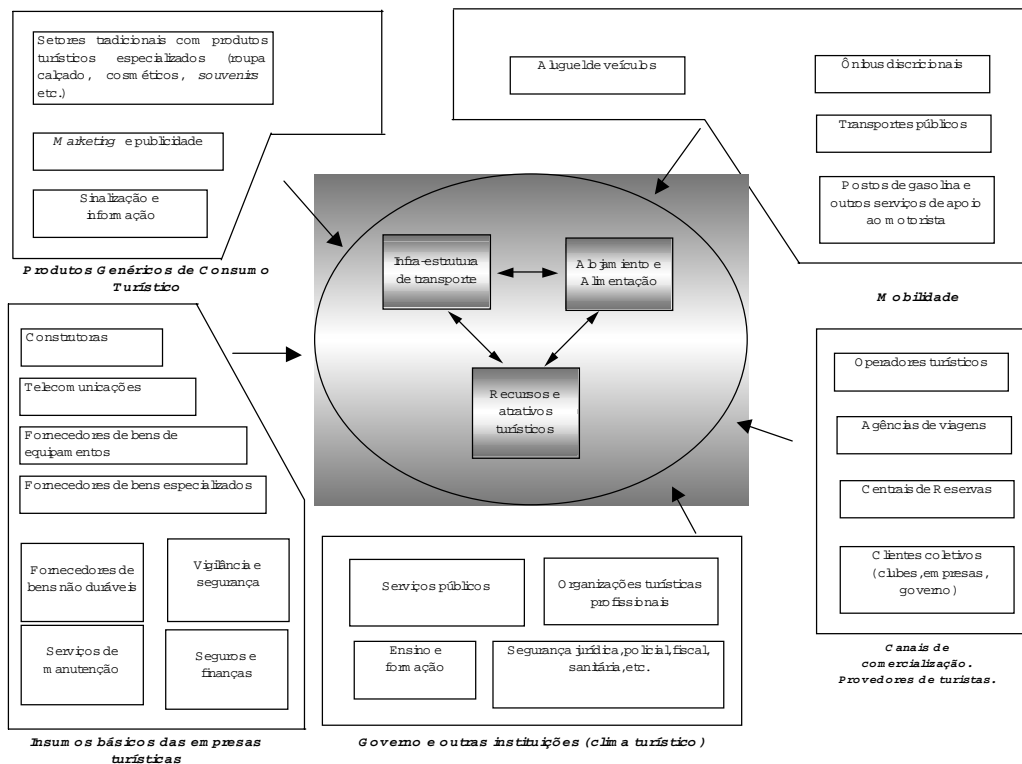 Setores tradicionais com produtos
turísticos especializados (roupa
calçado, cosméticos, souvenirs
etc.)
Marketing e publicidade
Sinalização e
informação
Produtos Genéricos de Consumo
Turístico
Aluguel de veículos
Ônibus discricionais
Transportes públicos
Postos de gasolina e
outros serviços de apoio
ao motorista
Mobilidade
Infra-estrutura
de transporte
Alojamiento e
Alimentação
Recursos e
atrativos
turísticos
Construtoras
Telecomunicações
Fornecedores de bens de
equipamentos
Fornecedores de bens especializados
Fornecedores de
bens não duráveis
Vigilância e
segurança
Serviços de
manutenção
Seguros e
finanças
Insumos básicos das empresas
turísticas
Serviços públicos
Organizações turísticas
profissionais
Ensino e
formação
Segurança jurídica, policial, fiscal,
sanitária, etc.
Governo e outras instituições (clima turístico)
Operadores turísticos
Agências de viagens
Centrais de Reservas
Clientes coletivos
(clubes, empresas,
governo)
Canais de
comercialização.
Provedores de turistas.